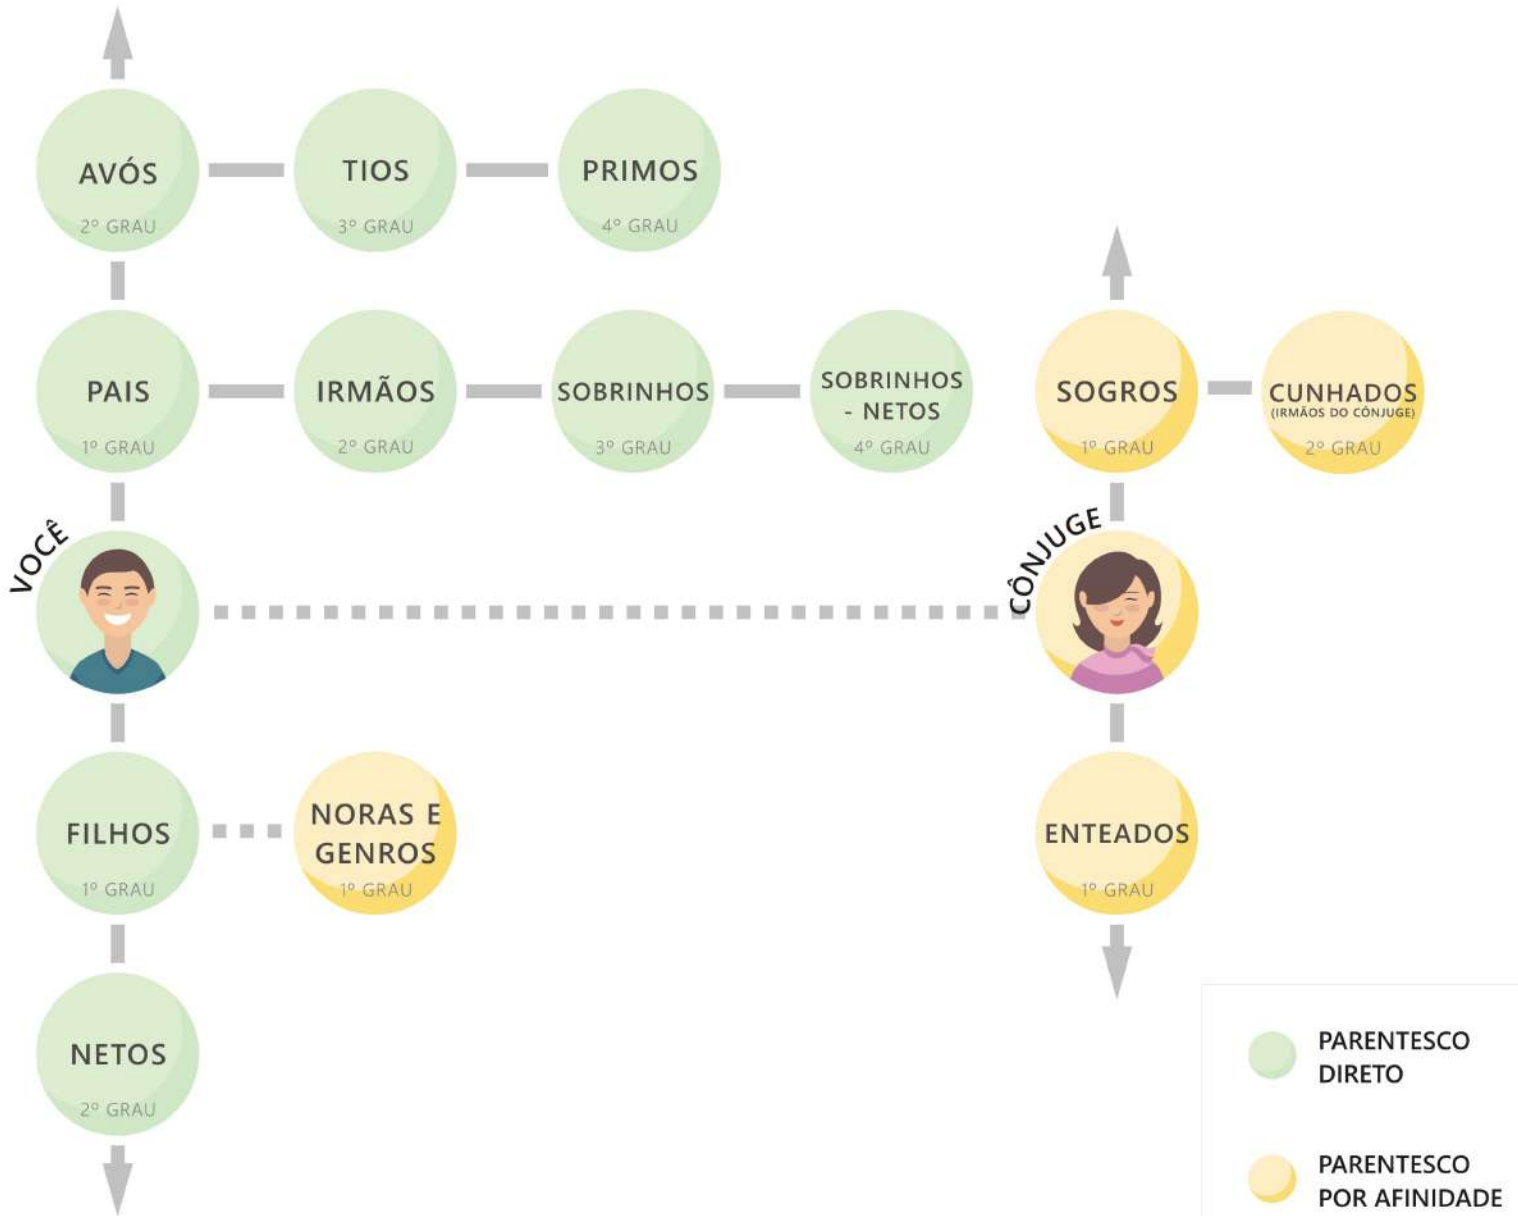 AVÓS
2º GRAU
TIOS
3º GRAU
PRIMOS
4º GRAU
PAIS
1º GRAU
IRMÃOS
2º GRAU
SOBRINHOS
3º GRAU
SOBRINHOS
- NETOS
4º GRAU
SOGROS
1º GRAU
CUNHADOS
(IRMÃOS DO CÔNJUGE)
2º GRAU
VOCÊ
CÔNJUGE
FILHOS
1º GRAU
NORAS E
GENROS
1º GRAU
ENTEADOS
1º GRAU
NETOS
2º GRAU
PARENTESCO
DIRETO
PARENTESCO
POR AFINIDADE